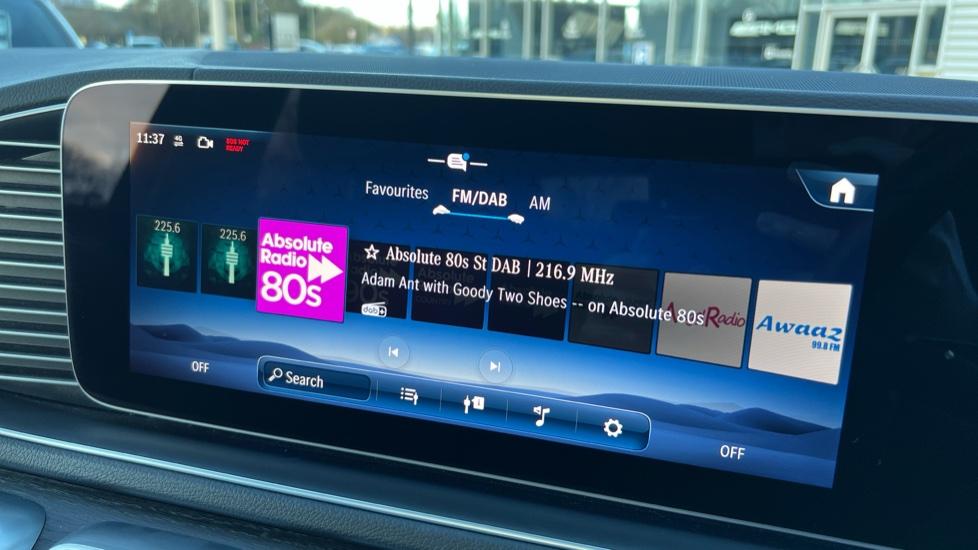 11:37 4G SOS NOT READY
Favourites FM/DAB AM
225.6 225.6
Absolute
Radio
80s
Absolute 80s St DAB | 216.9 MHz
Adam Ant with Goody Two Shoes -- on Absolute 80s
dab+
Radio
Awaaz
99.8 FM
OFF
Search
OFF